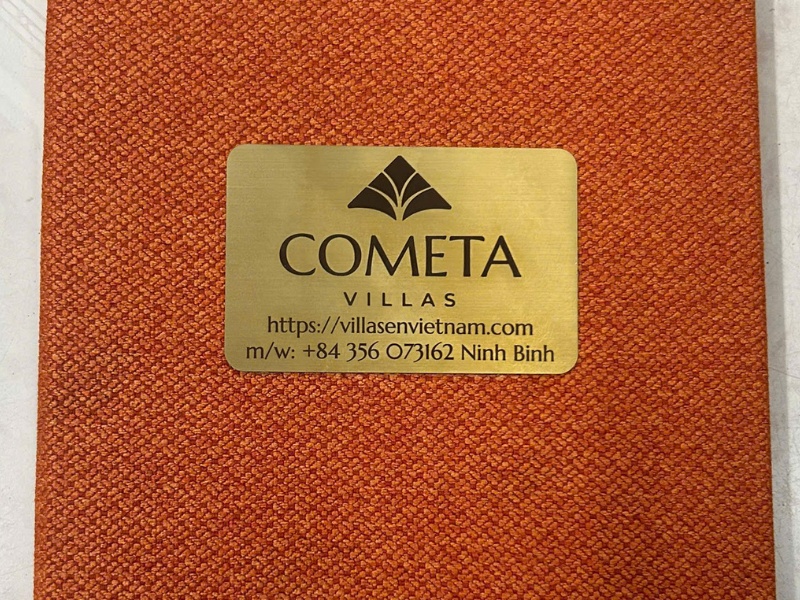 COMETA
VILLAS
https://villasenvietnam.com
m/w: +84 356 073162 Ninh Binh